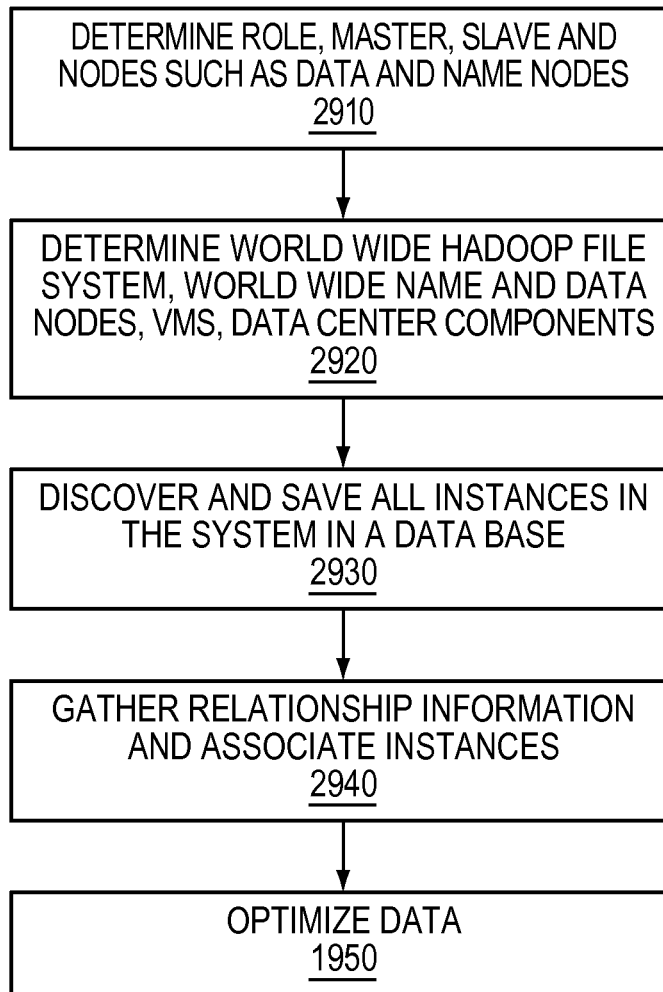 DETERMINE ROLE, MASTER, SLAVE AND
NODES SUCH AS DATA AND NAME NODES
2910
DETERMINE WORLD WIDE HADOOP FILE
SYSTEM, WORLD WIDE NAME AND DATA
NODES, VMS, DATA CENTER COMPONENTS
2920
DISCOVER AND SAVE ALL INSTANCES IN
THE SYSTEM IN A DATA BASE
2930
GATHER RELATIONSHIP INFORMATION
AND ASSOCIATE INSTANCES
2940
OPTIMIZE DATA
1950